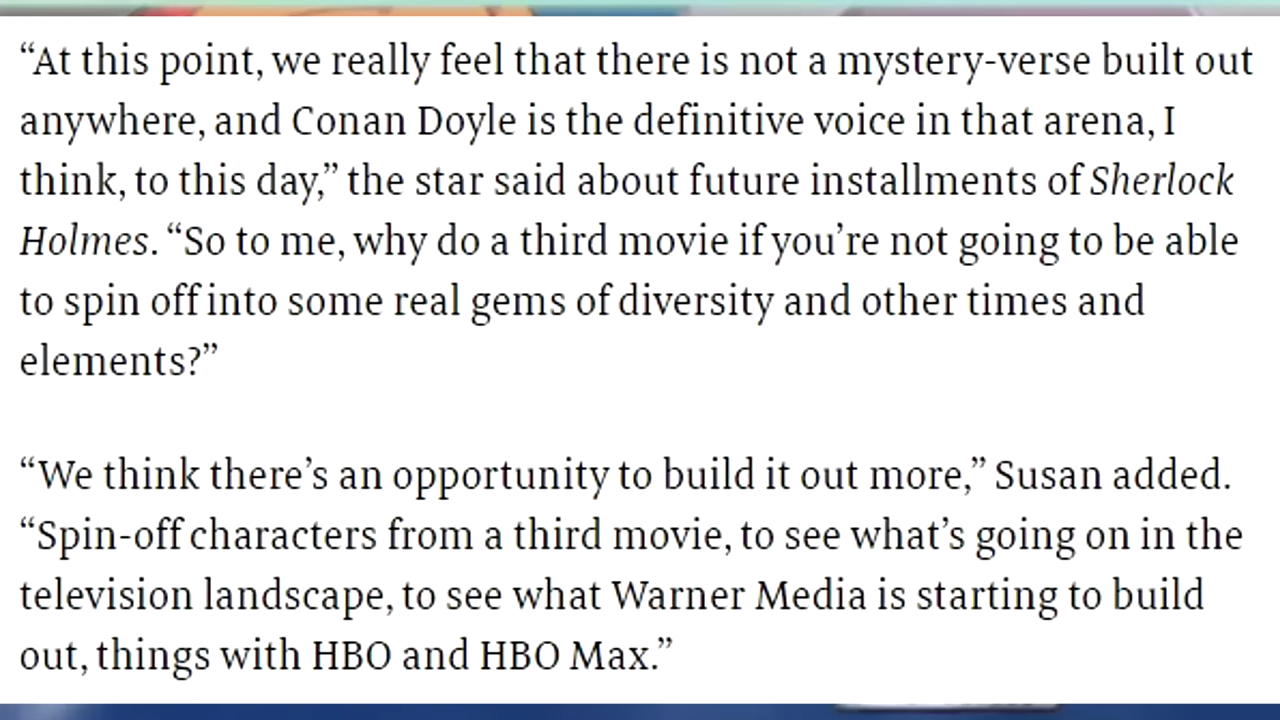 “At this point, we really feel that there is not a mystery-verse built out
anywhere, and Conan Doyle is the definitive voice in that arena, I
think, to this day,” the star said about future installments of Sherlock
Holmes. “So to me, why do a third movie if you’re not going to be able
to spin off into some real gems of diversity and other times and
elements?”
“We think there’s an opportunity to build it out more,” Susan added.
“Spin-off characters from a third movie, to see what’s going on in the
television landscape, to see what Warner Media is starting to build
out, things with HBO and HBO Max.”